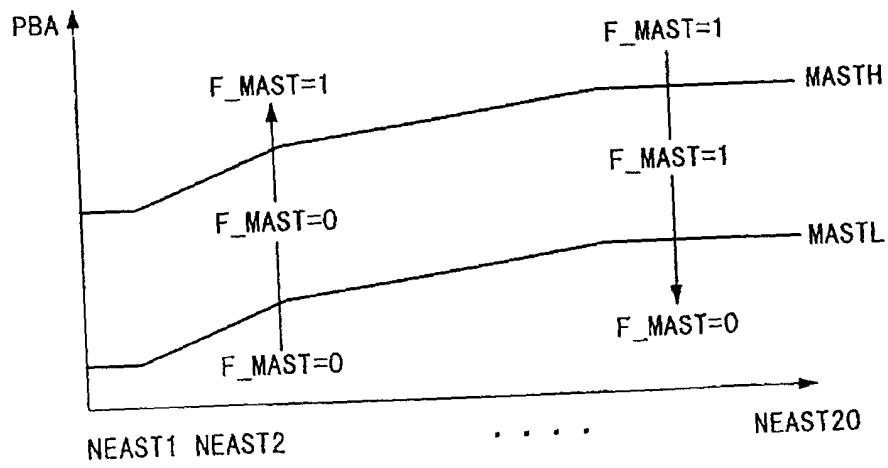 PBA
F_MAST=1
MASTH
F_MAST=1
F_MAST=1
F_MAST=0
MASTL
F_MAST=0
F_MAST=0
NEAST1 NEAST2 . . . . NEAST20